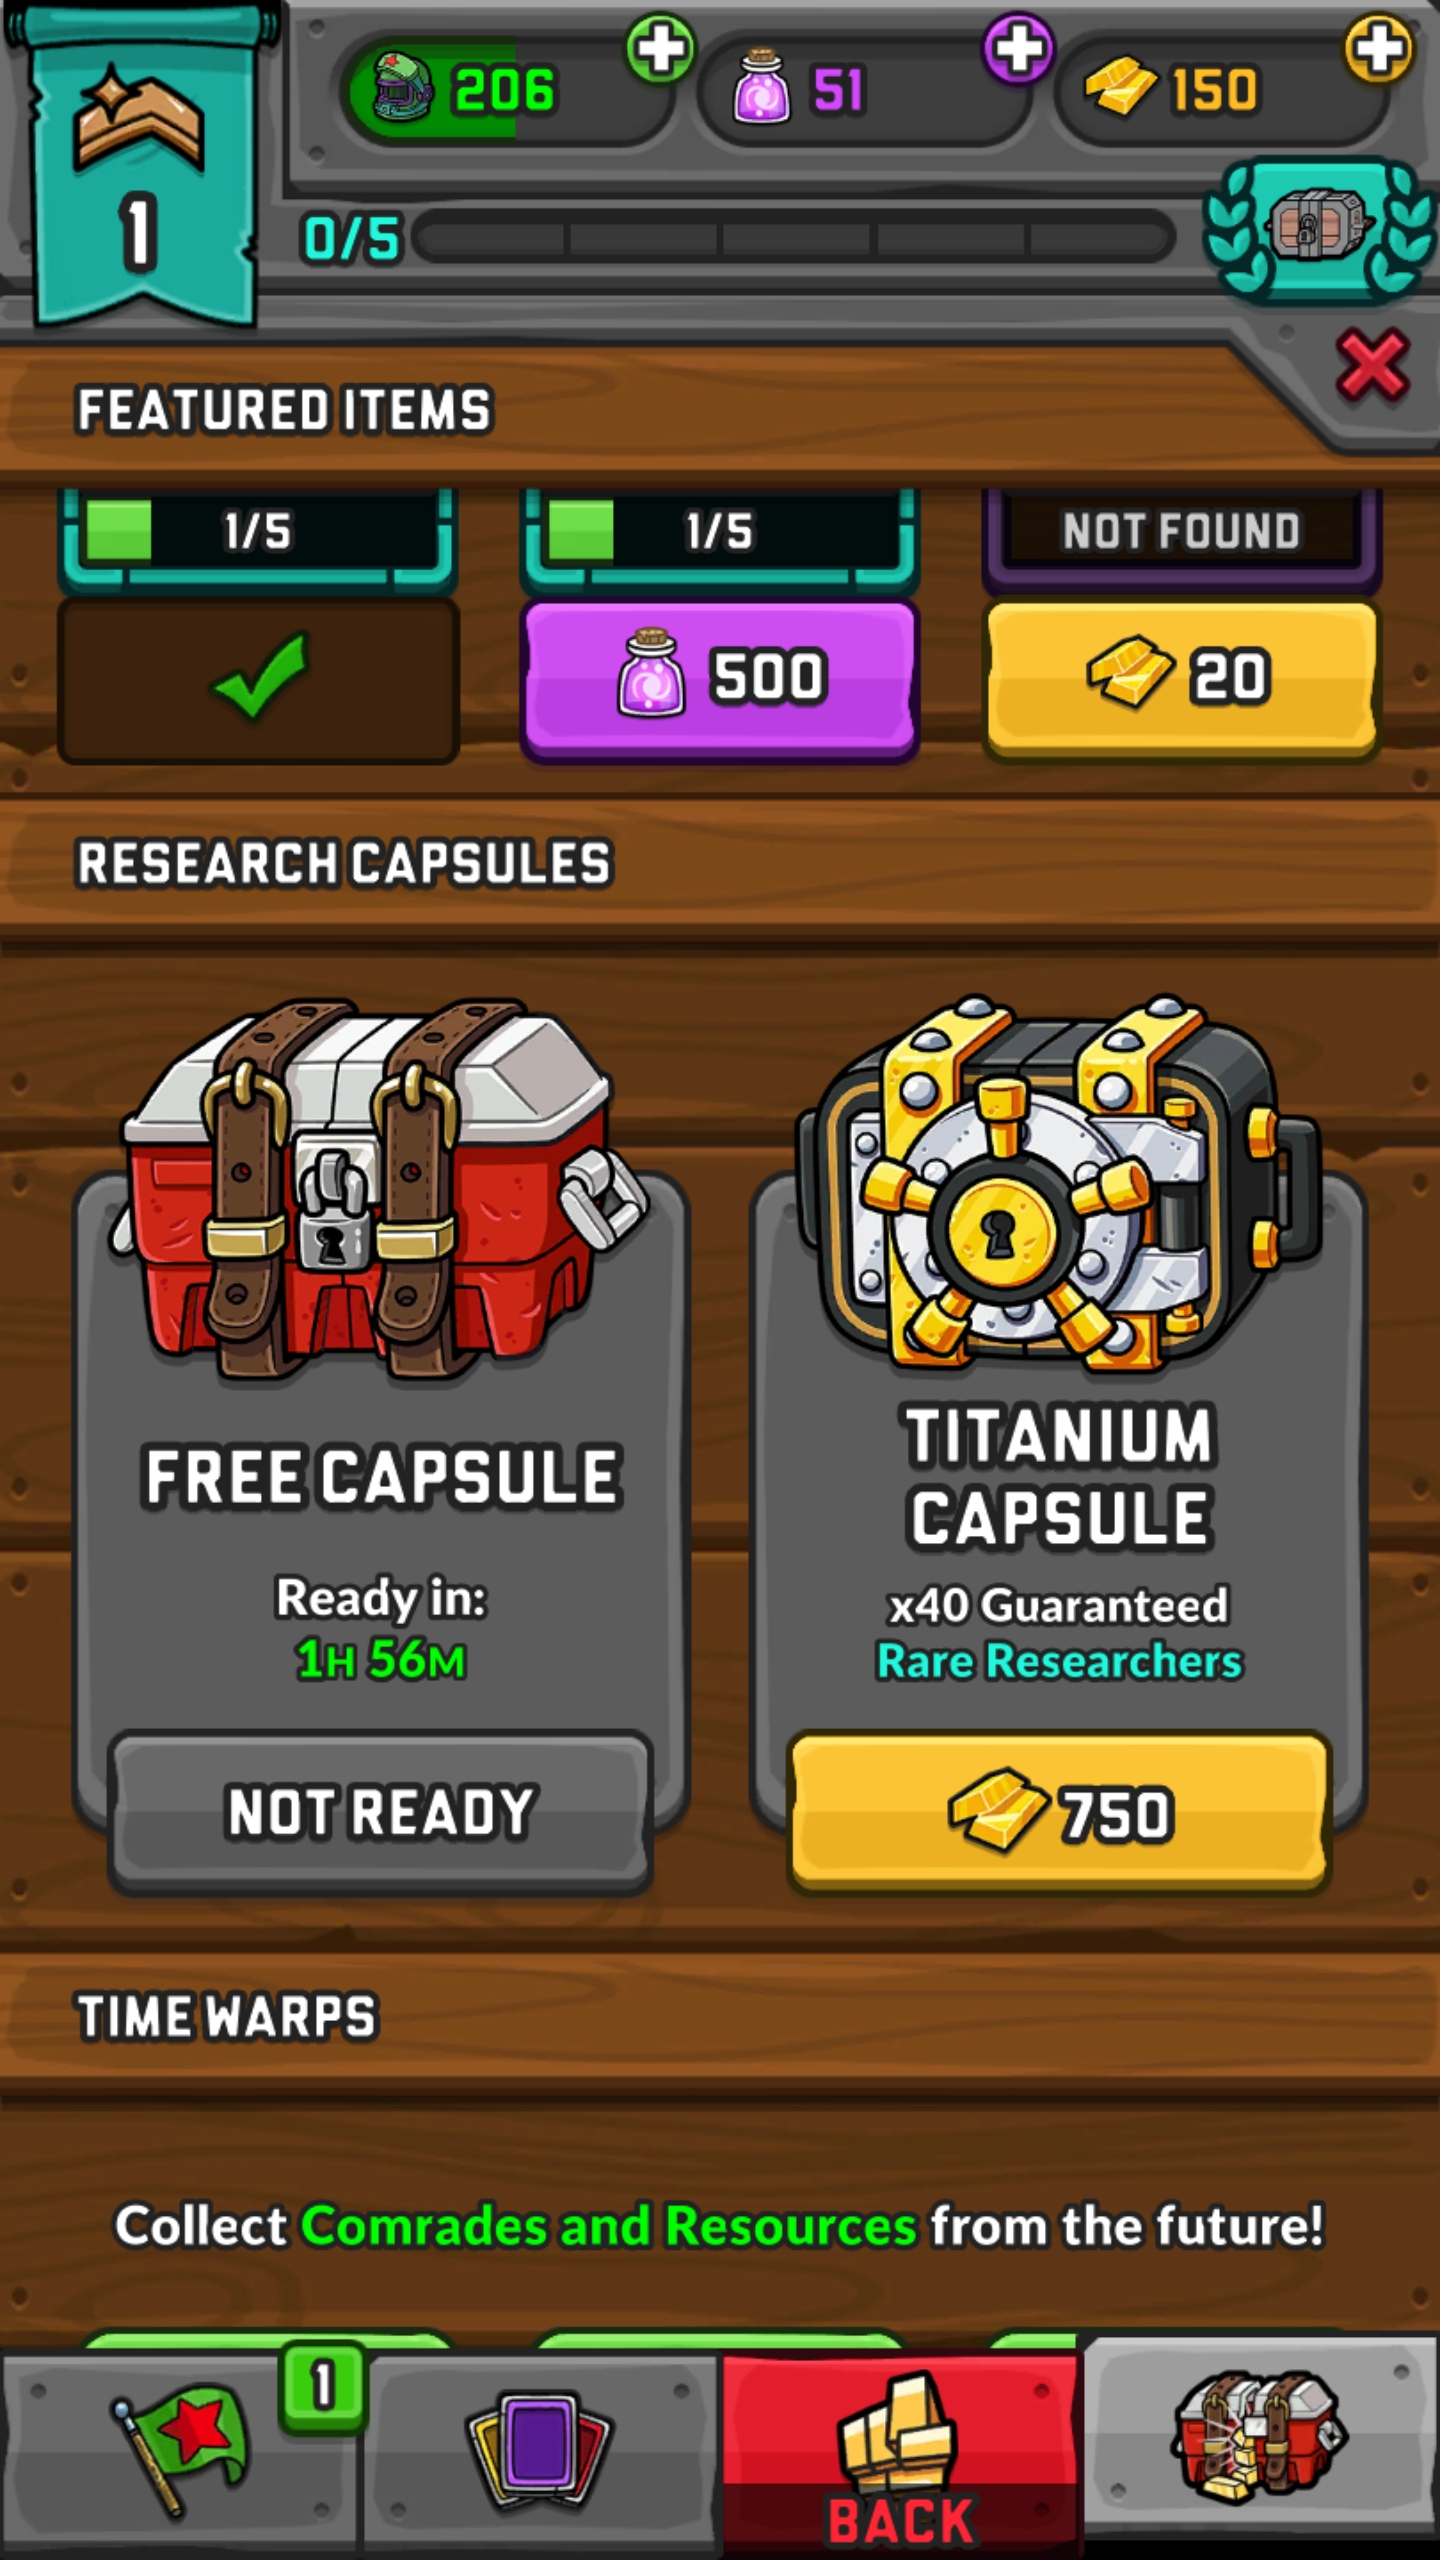 206
51
150
1
0/5
FEATURED ITEMS
1/5
1/5
NOT FOUND
500
20
RESEARCH CAPSULES
FREE CAPSULE
Ready in:
1H 56M
NOT READY
TITANIUM
CAPSULE
x40 Guaranteed
Rare Researchers
750
TIME WARPS
Collect Comrades and Resources from the future!
1
BACK